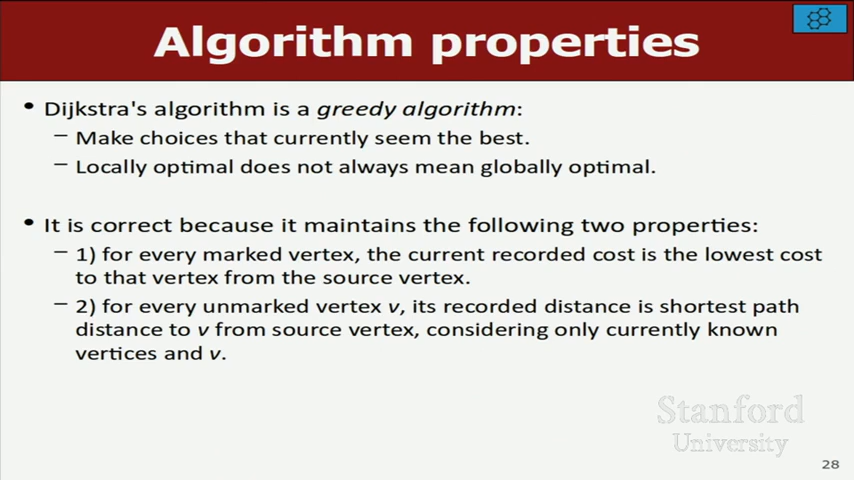 Algorithm properties
• Dijkstra's algorithm is a greedy algorithm:
– Make choices that currently seem the best.
– Locally optimal does not always mean globally optimal.
• It is correct because it maintains the following two properties:
– 1) for every marked vertex, the current recorded cost is the lowest cost
to that vertex from the source vertex.
– 2) for every unmarked vertex v, its recorded distance is shortest path
distance to v from source vertex, considering only currently known
vertices and v.
Stanford
University
28